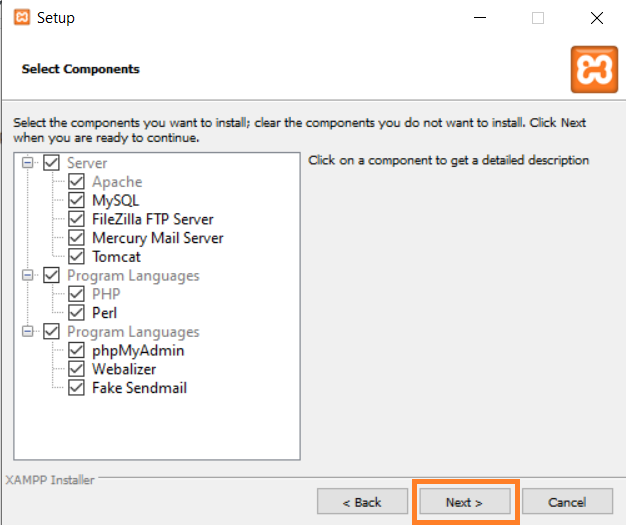 Setup
Select Components
Select the components you want to install; clear the components you do not want to install. Click Next
when you are ready to continue.
Server
Apache
MySQL
FileZilla FTP Server
Mercury Mail Server
Tomcat
Program Languages
PHP
Perl
Program Languages
phpMyAdmin
Webalizer
Fake Sendmail
Click on a component to get a detailed description
XAMPP Installer
< Back
Next >
Cancel